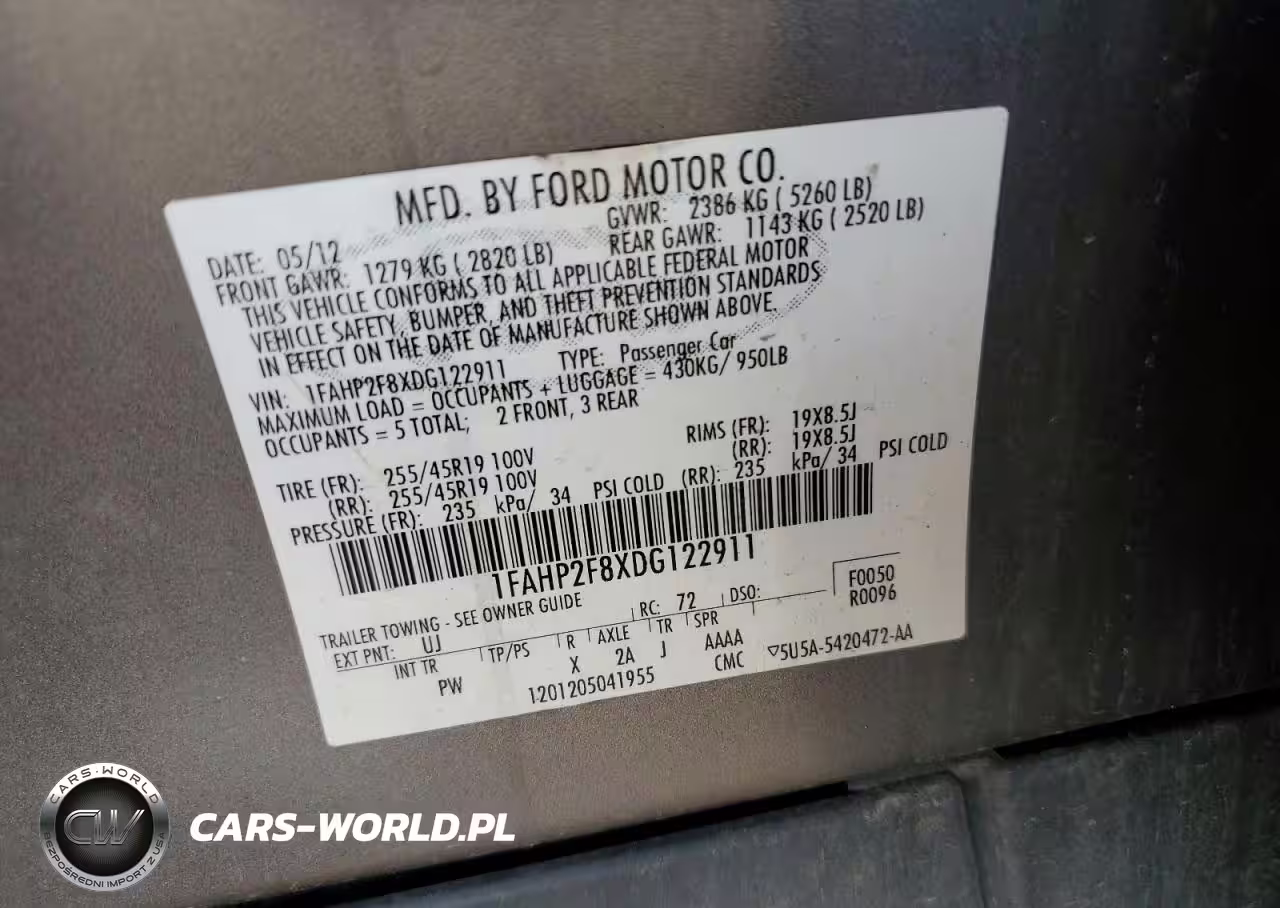 MFD. BY FORD MOTOR CO.
DATE: 05/12 GVWR: 2386 KG ( 5260 LB)
FRONT GAWR: 1279 KG ( 2820 LB) REAR GAWR: 1143 KG ( 2520 LB)
THIS VEHICLE CONFORMS TO ALL APPLICABLE FEDERAL MOTOR
VEHICLE SAFETY, BUMPER, AND THEFT PREVENTION STANDARDS
IN EFFECT ON THE DATE OF MANUFACTURE SHOWN ABOVE.
VIN: 1FAHP2F8XDG122911 TYPE: Passenger Car
MAXIMUM LOAD = OCCUPANTS + LUGGAGE = 430KG/ 950LB
OCCUPANTS = 5 TOTAL; 2 FRONT, 3 REAR
TIRE (FR): 255/45R19 100V RIMS (FR): 19X8.5J
(RR): 255/45R19 100V (RR): 19X8.5J
PRESSURE (FR): 235 kPa/ 34 PSI COLD (RR): 235 kPa/ 34 PSI COLD
1FAHP2F8XDG122911
TRAILER TOWING - SEE OWNER GUIDE
EXT PNT: UJ RC: 72 DSO: F0050
R0096
INT TR TP/PS R AXLE TR SPR
PW X 2A J AAAA
1201205041955 CMC ▽5U5A-5420472-AA
CARS-WORLD
CW
BEZPOŚREDNI IMPORT Z USA
CARS-WORLD.PL